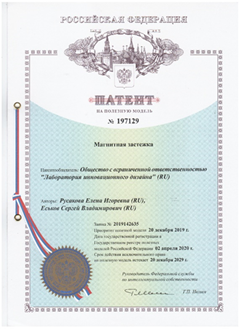 РОССИЙСКАЯ ФЕДЕРАЦИЯ
ПАТЕНТ
НА ПОЛЕЗНУЮ МОДЕЛЬ
№ 197129
Магнитная застежка
Патентообладатель: Общество с ограниченной ответственностью
"Лаборатория инновационного дизайна" (RU)
Авторы: Русакова Елена Игоревна (RU),
Еськов Сергей Владимирович (RU)
Заявка № 2019142635
Приоритет полезной модели 20 декабря 2019 г.
Дата государственной регистрации в
Государственном реестре полезных
моделей Российской Федерации 02 апреля 2020 г.
Срок действия исключительного права
на полезную модель истекает 20 декабря 2029 г.
Руководитель Федеральной службы
по интеллектуальной собственности
Г.П. Ивлиев